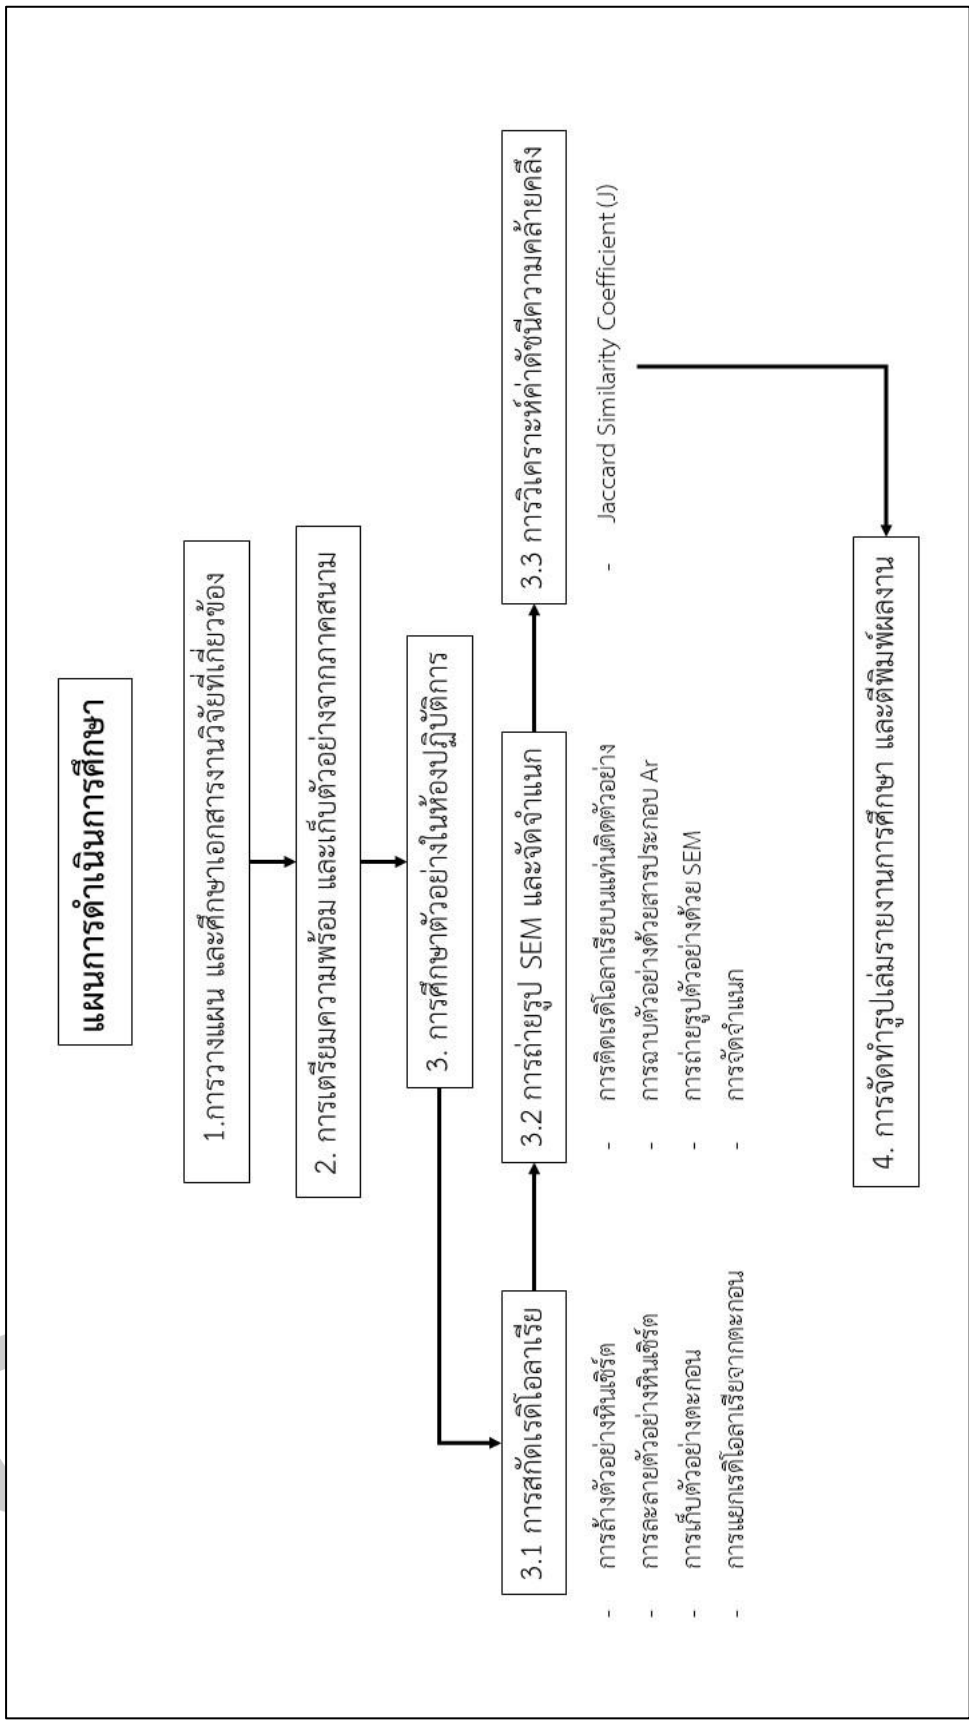 แผนการดำเนินการศึกษา
1.การวางแผน และศึกษาเอกสารงานวิจัยที่เกี่ยวข้อง
2. การเตรียมความพร้อม และเก็บตัวอย่างจากภาคสนาม
3. การศึกษาตัวอย่างในห้องปฏิบัติการ
3.1 การสกัดเรดิโอลาเรีย
- การล้างตัวอย่างหินเชิร์ต
- การละลายตัวอย่างหินเชิร์ต
- การเก็บตัวอย่างตะกอน
- การแยกเรดิโอลาเรียจากตะกอน
3.2 การถ่ายรูป SEM และจัดจำแนก
- การติดเรดิโอลาเรียบนแท่นติดตัวอย่าง
- การฉาบตัวอย่างด้วยสารประกอบ Ar
- การถ่ายรูปตัวอย่างด้วย SEM
- การจัดจำแนก
3.3 การวิเคราะห์ค่าดัชนีความคล้ายคลึง
- Jaccard Similarity Coefficient (J)
4. การจัดทำรูปเล่มรายงานการศึกษา และตีพิมพ์ผลงาน